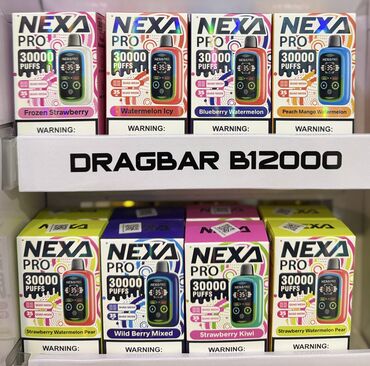 NEXA NEXA NEXA NEXA
PRO PRO PRO PRO
30000 30000 30000 30000
PUFFS PUFFS PUFFS PUFFS
Frozen Strawberry Watermelon Icy Blueberry Watermelon Peach Mango Watermelon
WARNING: WARNING: WARNING: WARNING:
DRAGBAR B12000
NEXA NEXA NEXA NEXA
PRO PRO PRO PRO
30000 30000 30000 30000
PUFFS PUFFS PUFFS PUFFS
Strawberry Watermelon Pear Wild Berry Mixed Strawberry Kiwi Strawberry Watermelon Pear
WARNING: WARNING: WARNING: WARNING: